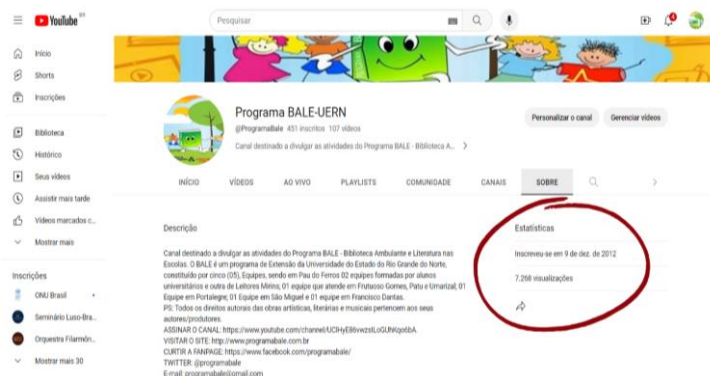 YouTube BR
Pesquisar
Início
Shorts
Inscrições
Biblioteca
Histórico
Seus vídeos
Assistir mais tarde
Vídeos marcados c...
Mostrar mais
Inscrições
ONU Brasil
Seminário Luso-Bra...
Orquestra Filarmôn...
Mostrar mais 30
Programa BALE-UERN
@ProgramaBale 451 inscritos 107 vídeos
Canal destinado a divulgar as atividades do Programa BALE - Biblioteca A...
Personalizar o canal
Gerenciar vídeos
INÍCIO VÍDEOS AO VIVO PLAYLISTS COMUNIDADE CANAIS SOBRE
Descrição
Canal destinado a divulgar as atividades do Programa BALE - Biblioteca Ambulante e Literatura nas
Escolas. O BALE é um programa de Extensão da Universidade do Estado do Rio Grande do Norte,
constituído por cinco (05), Equipes, sendo em Pau do Ferros 02 equipes formadas por alunos
universitários e outra de Leitores Mirins; 01 equipe que atende em Frutuoso Gomes, Patu e Umarizal; 01
Equipe em Portalegre; 01 Equipe em São Miguel e 01 equipe em Francisco Dantas.
PS: Todos os direitos autorais das obras artísticas, literárias e musicais pertencem aos seus
autores/produtores.
ASSINAR O CANAL: https://www.youtube.com/channel/
VISITAR O SITE: http://www.programabale.com.br
CURTIR A FANPAGE: https://www.facebook.com/programabale/
TWITTER: @programabale
E-mail: programabale@gmail.com
Estatísticas
Inscreveu-se em 9 de dez. de 2012
7.268 visualizações